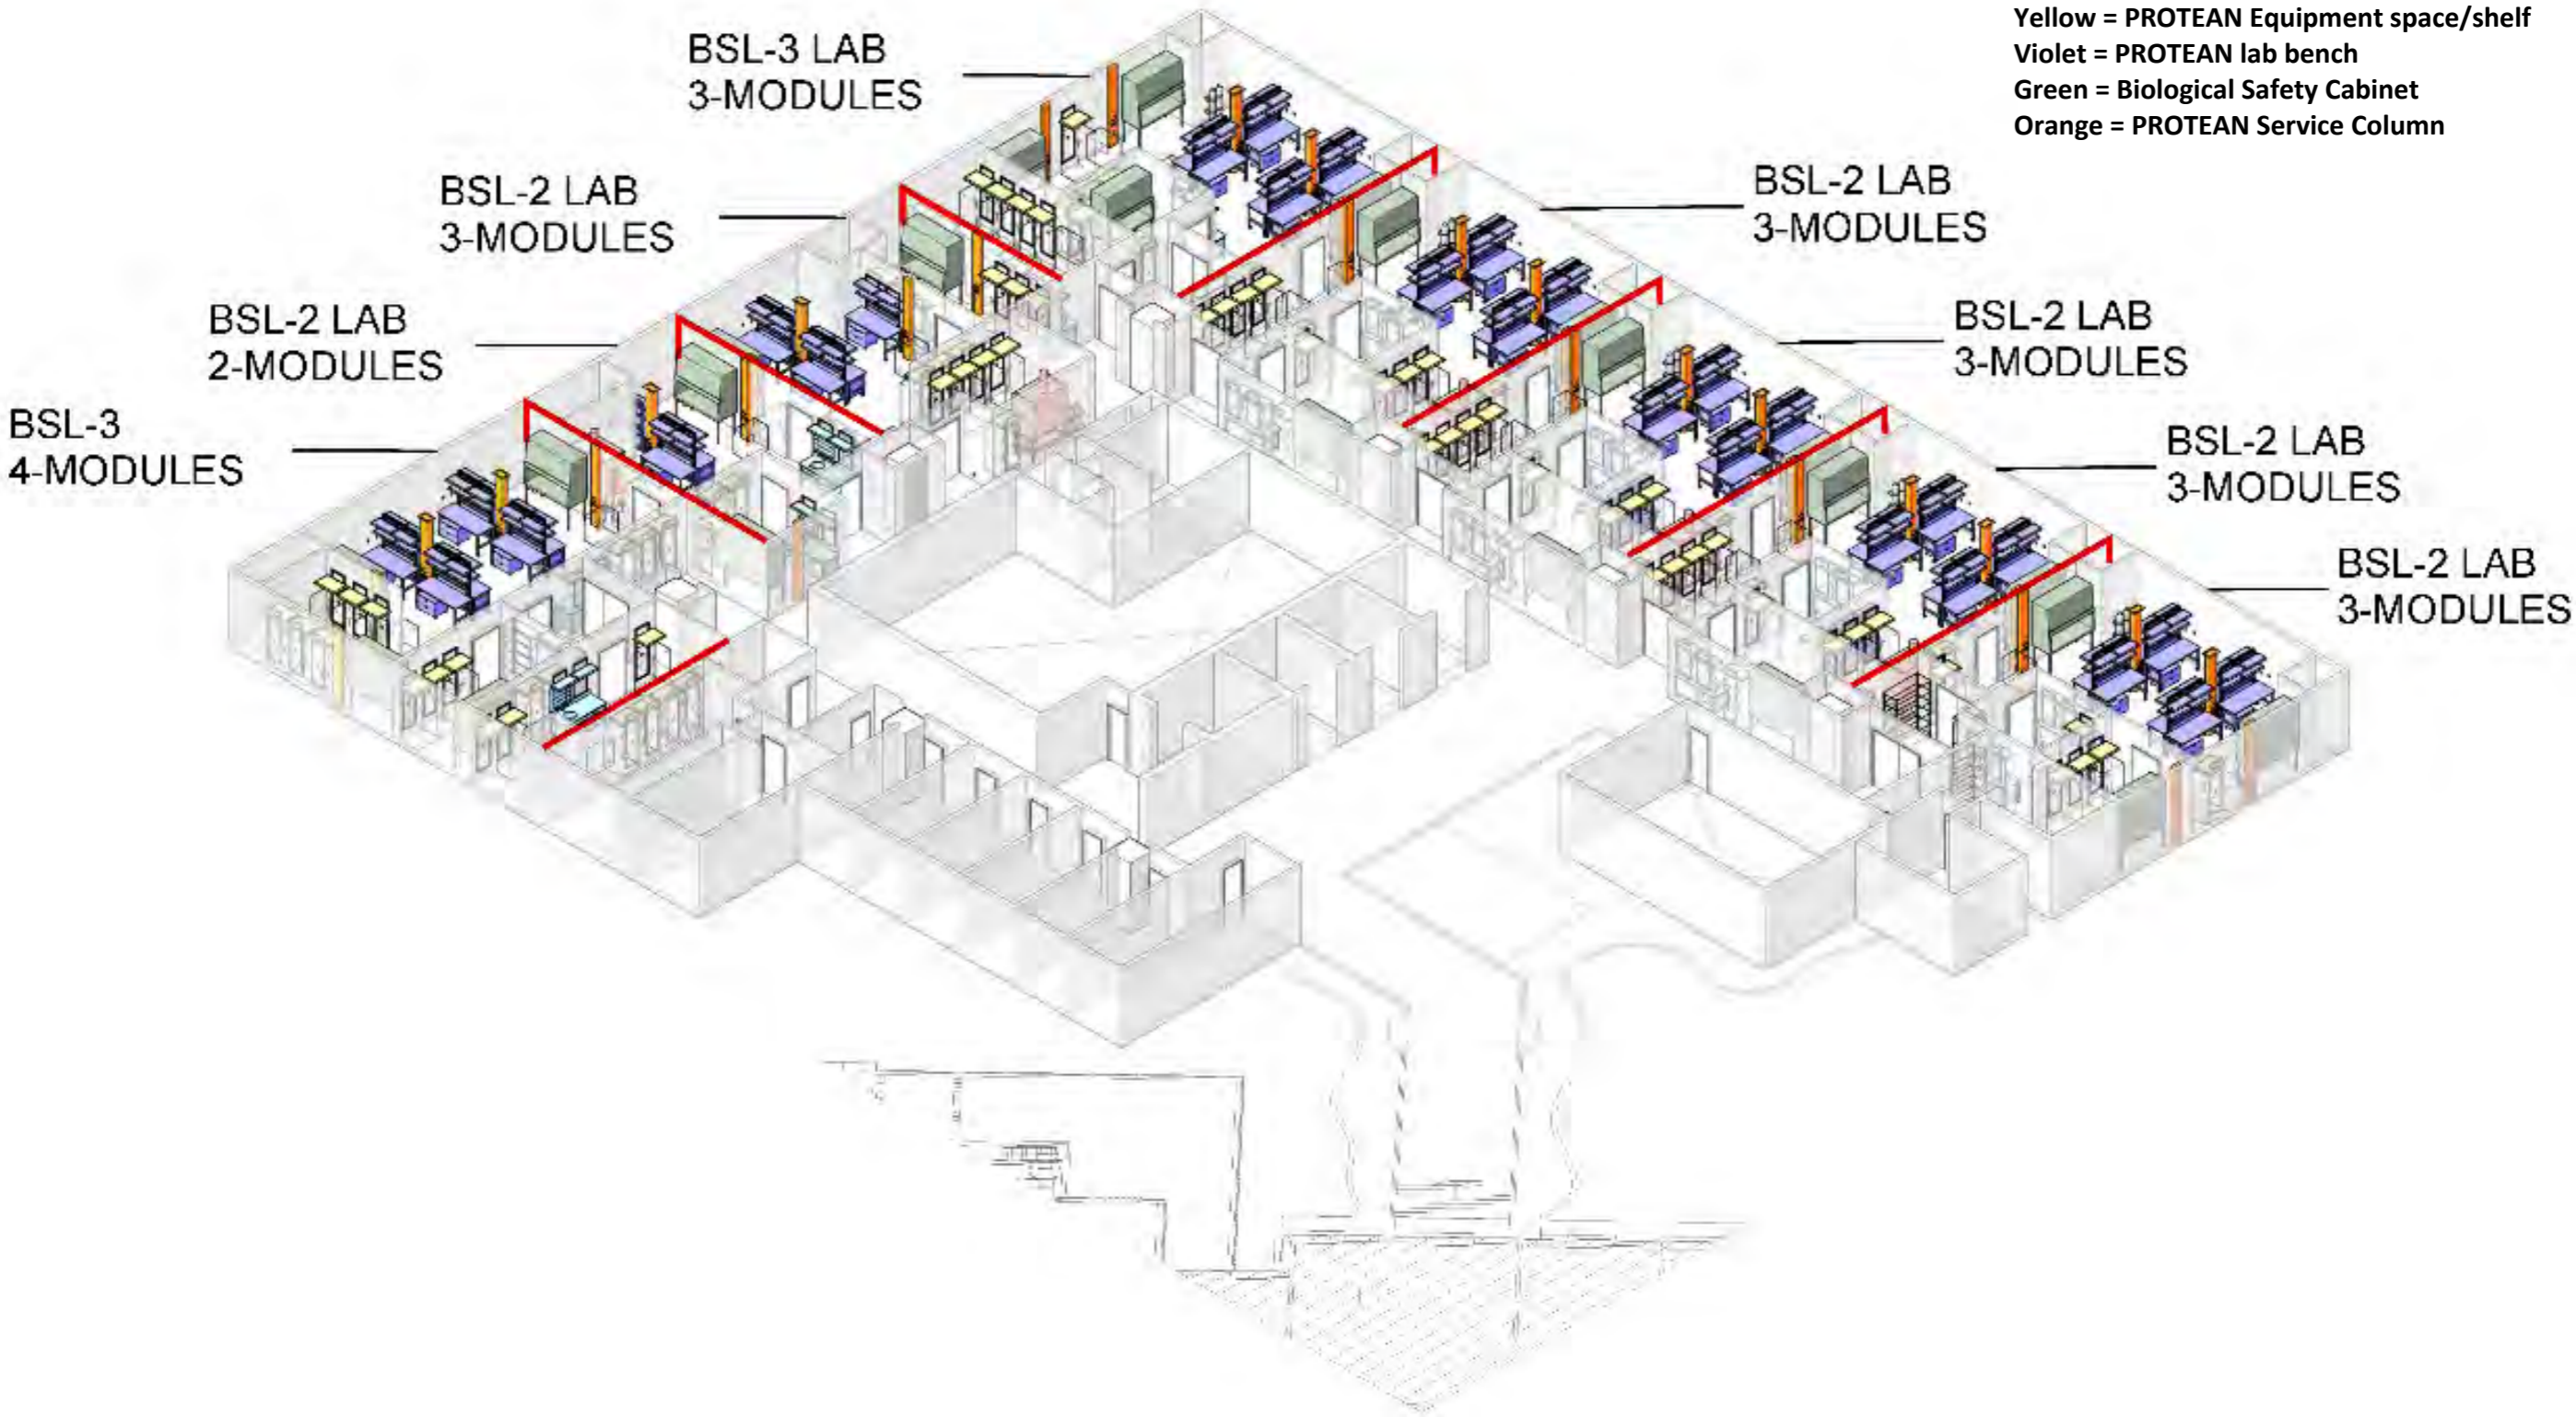 Yellow = PROTEAN Equipment space/shelf
Violet = PROTEAN lab bench
Green = Biological Safety Cabinet
Orange = PROTEAN Service Column
BSL-3 LAB
3-MODULES
BSL-2 LAB
3-MODULES
BSL-2 LAB
2-MODULES
BSL-3
4-MODULES
BSL-2 LAB
3-MODULES
BSL-2 LAB
3-MODULES
BSL-2 LAB
3-MODULES
BSL-2 LAB
3-MODULES